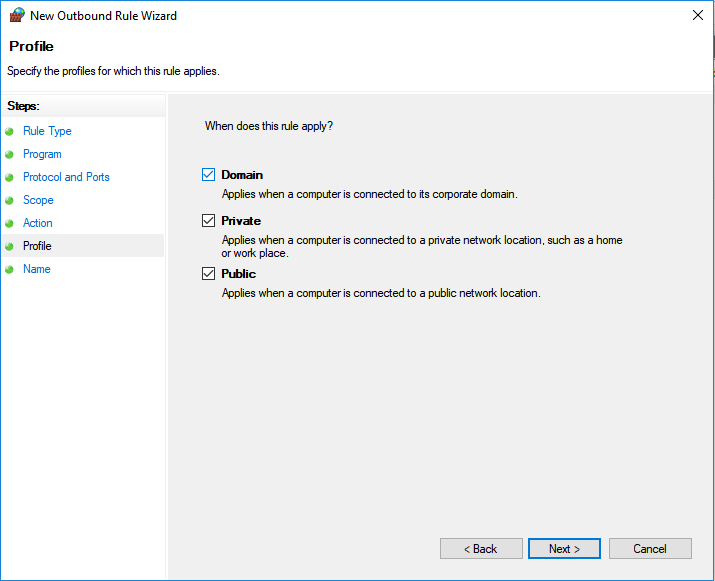 New Outbound Rule Wizard
Profile
Specify the profiles for which this rule applies.
Steps:
Rule Type
Program
Protocol and Ports
Scope
Action
Profile
Name
When does this rule apply?
Domain
Applies when a computer is connected to its corporate domain.
Private
Applies when a computer is connected to a private network location, such as a home
or work place.
Public
Applies when a computer is connected to a public network location.
< Back
Next >
Cancel